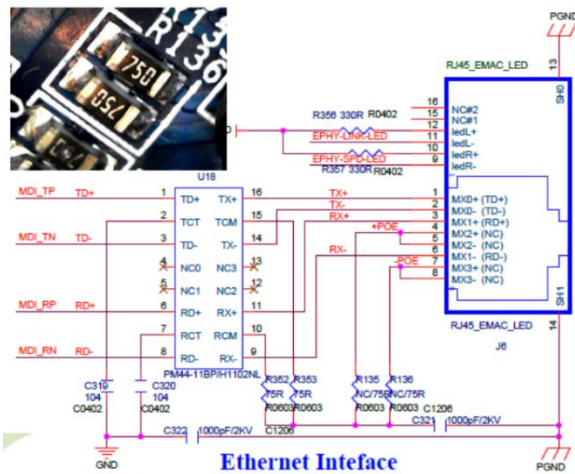 R136
750
750
PGND
RJ45_EMAC_LED
13
SH0
16 NC#2
15 NC#1
R356 330R R0402
12 ledL+
EPHY-LINK-LED
11 ledL-
10 ledR+
EPHY-SPD-LED
9 ledR-
R357 330R R0402
U18
MDI_TP TD+ 1 TD+ TX+ 16 TX+ 1 MX0+ (TD+)
TX- 2 MX0- (TD-)
2 TCT TCM 15 RX+ 3 MX1+ (RD+)
+POE 4 MX2+ (NC)
MDI_TN TD- 3 TD- TX- 14 5 MX2- (NC)
4 NC0 NC3 13 RX- 6 MX1- (RD-)
-POE 7 MX3+ (NC)
5 NC1 NC2 12 8 MX3- (NC)
MDI_RP RD+ 6 RD+ RX+ 11
SH1
14
7 RCT RCM 10
RJ45_EMAC_LED
J6
MDI_RN RD- 8 RD- RX- 9
PM44-11BP/H1102NL
C319 104 C0402
C320 104 C0402
R352 75R R0603
R353 75R R0603
R135 NC/75R R0603
R136 NC/75R R0603
C322 1000pF/2KV C1206
C321 1000pF/2KV C1206
GND
PGND
Ethernet Inteface